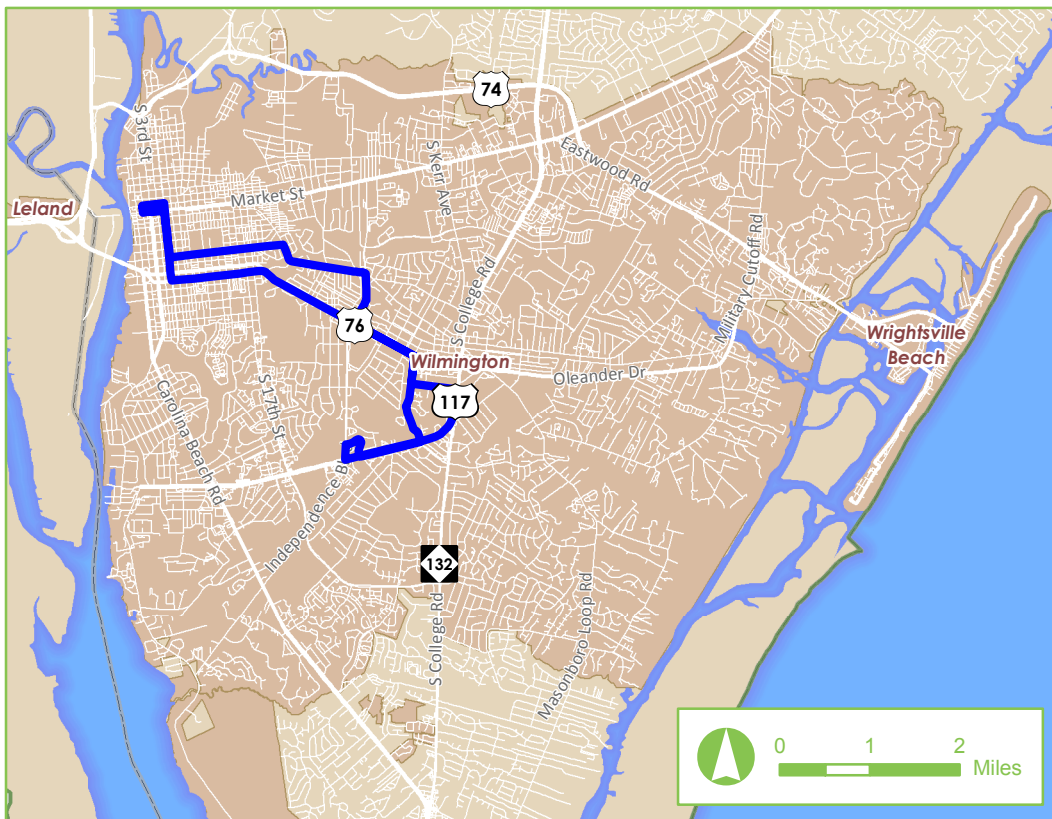 74
S 3rd St
S Kerr Ave
Eastwood Rd
Market St
Leland
Military Cutoff Rd
S College Rd
76
Wrightsville
Beach
Wilmington
Oleander Dr
117
S 17th St
Carolina Beach Rd
Independence B
132
S College Rd
Masonboro Loop Rd
0 1 2
Miles